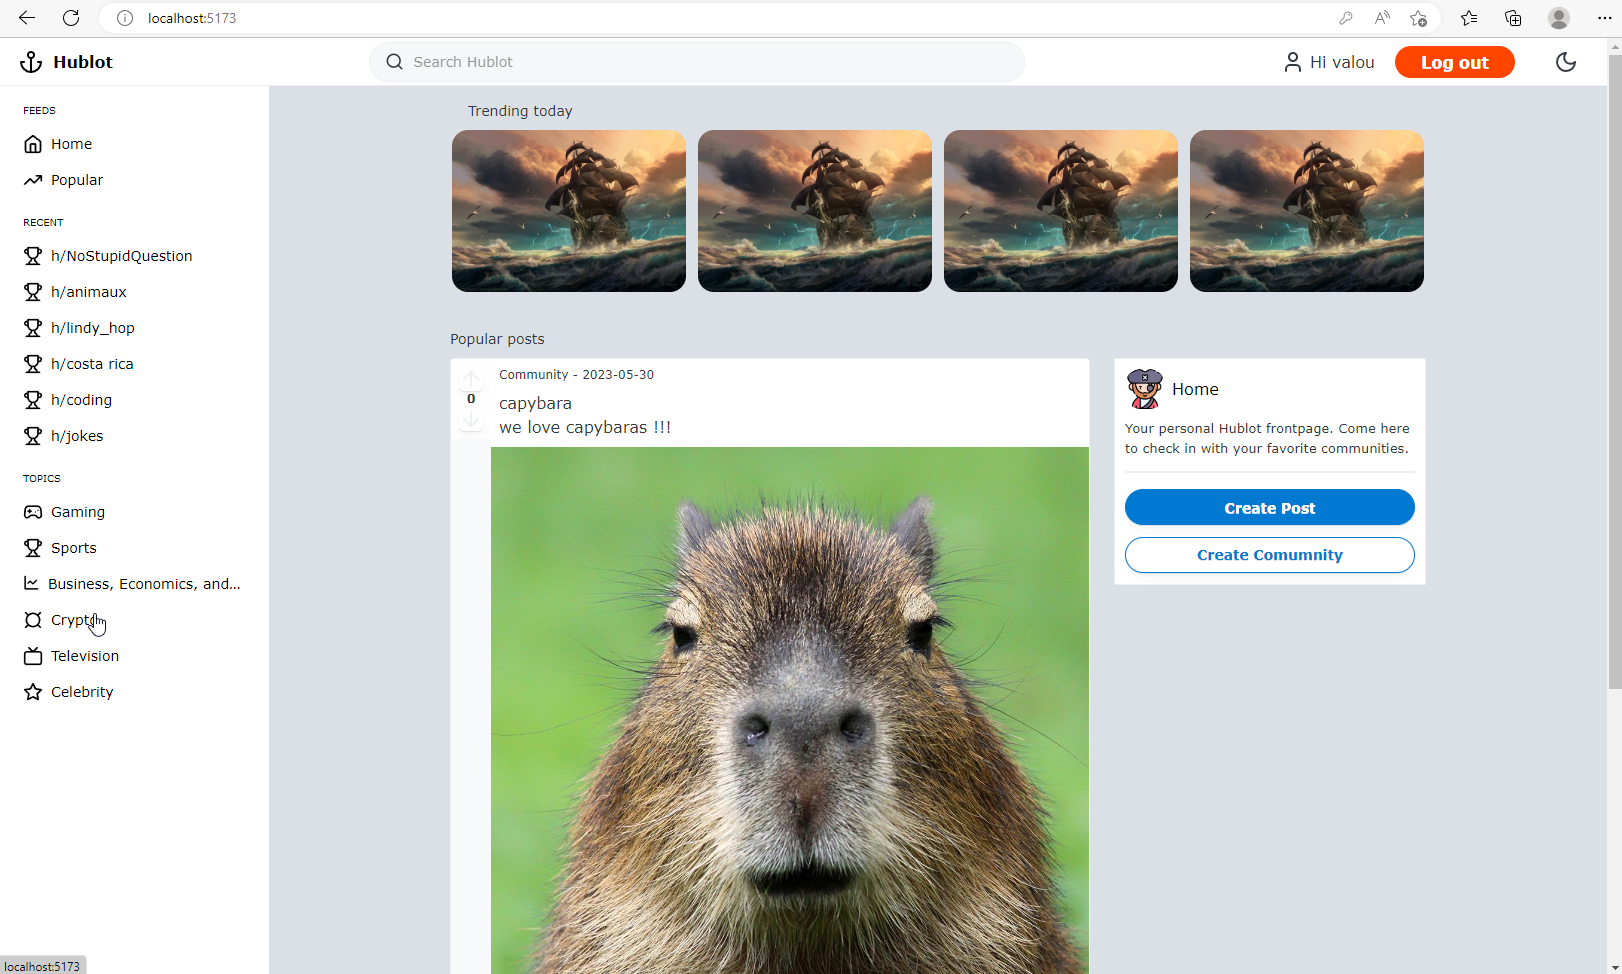 localhost:5173
Hublot
Search Hublot
Hi valou
Log out
FEEDS
Home
Popular
RECENT
h/NoStupidQuestion
h/animaux
h/lindy_hop
h/costa rica
h/coding
h/jokes
TOPICS
Gaming
Sports
Business, Economics, and...
Crypto
Television
Celebrity
Trending today
Popular posts
Community - 2023-05-30
0
capybara
we love capybaras !!!
Home
Your personal Hublot frontpage. Come here
to check in with your favorite communities.
Create Post
Create Comumnity
localhost:5173